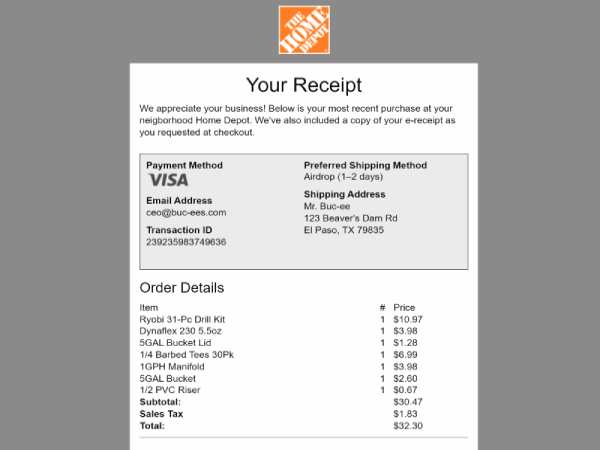 THE
HOME
DEPOT
Your Receipt
We appreciate your business! Below is your most recent purchase at your
neigborhood Home Depot. We've also included a copy of your e-receipt as
you requested at checkout.
Payment Method
VISA
Email Address
ceo@buc-ees.com
Transaction ID
239235983749636
Preferred Shipping Method
Airdrop (1–2 days)
Shipping Address
Mr. Buc-ee
123 Beaver's Dam Rd
El Paso, TX 79835
Order Details
Item # Price
Ryobi 31-Pc Drill Kit 1 $10.97
Dynaflex 230 5.5oz 1 $3.98
5GAL Bucket Lid 1 $1.28
1/4 Barbed Tees 30Pk 1 $6.99
1GPH Manifold 1 $3.98
5GAL Bucket 1 $2.60
1/2 PVC Riser 1 $0.67
Subtotal: $30.47
Sales Tax $1.83
Total: $32.30